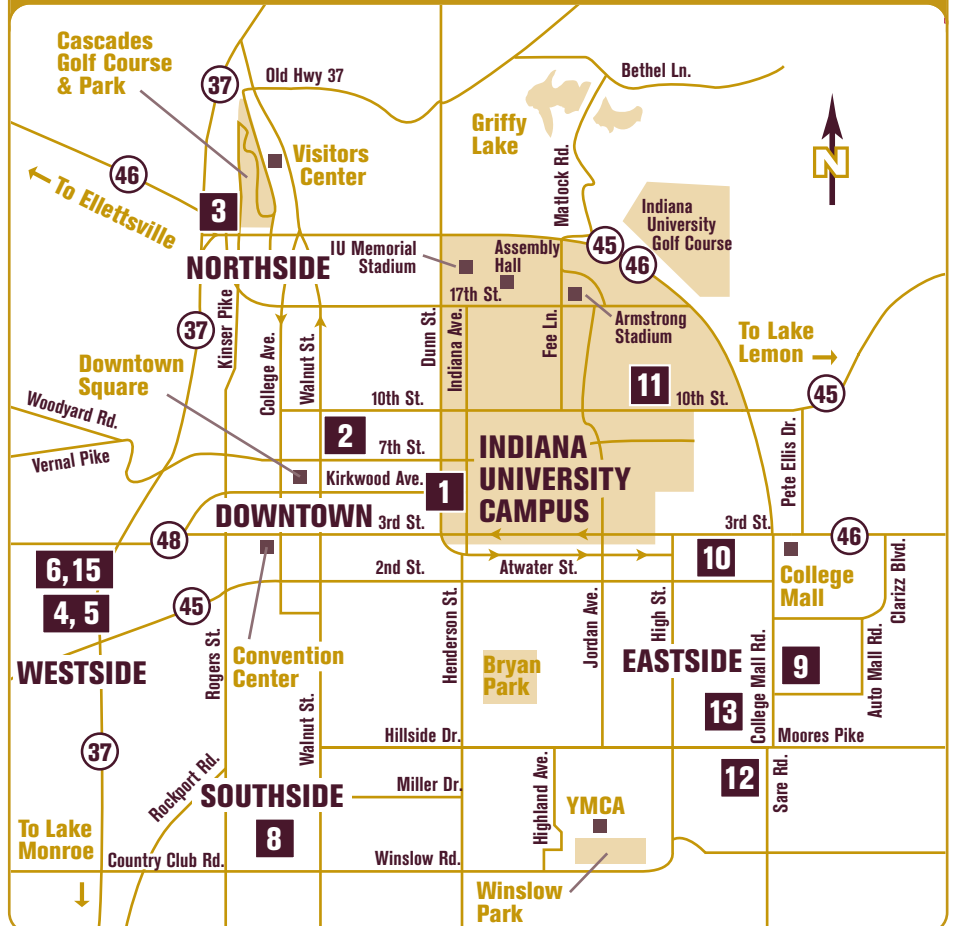 Cascades
Golf Course
& Park
37
Old Hwy 37
Bethel Ln.
Griffy
Lake
Matlock Rd.
N
46
To Ellettsville
Visitors
Center
3
NORTHSIDE
IU Memorial
Stadium
Assembly
Hall
45
46
Indiana
University
Golf Course
17th St.
Armstrong
Stadium
37
Kinser Pike
College Ave.
Walnut St.
Dunn St.
Indiana Ave.
Fee Ln.
To Lake
Lemon
45
Downtown
Square
Woodyard Rd.
Vernal Pike
10th St.
11
10th St.
2
7th St.
Kirkwood Ave.
1
INDIANA
UNIVERSITY
CAMPUS
Pete Ellis Dr.
DOWNTOWN
48
3rd St.
3rd St.
46
6, 15
4, 5
45
2nd St.
Atwater St.
10
College
Mall
Clarizz Blvd.
WESTSIDE
Rogers St.
Convention
Center
Walnut St.
Henderson St.
Bryan
Park
Jordan Ave.
High St.
EASTSIDE
College Mall Rd.
9
Auto Mall Rd.
13
37
Hillside Dr.
Moores Pike
Rockport Rd.
SOUTHSIDE
Miller Dr.
Highland Ave.
YMCA
12
Sare Rd.
8
To Lake
Monroe
Country Club Rd.
Winslow Rd.
Winslow
Park